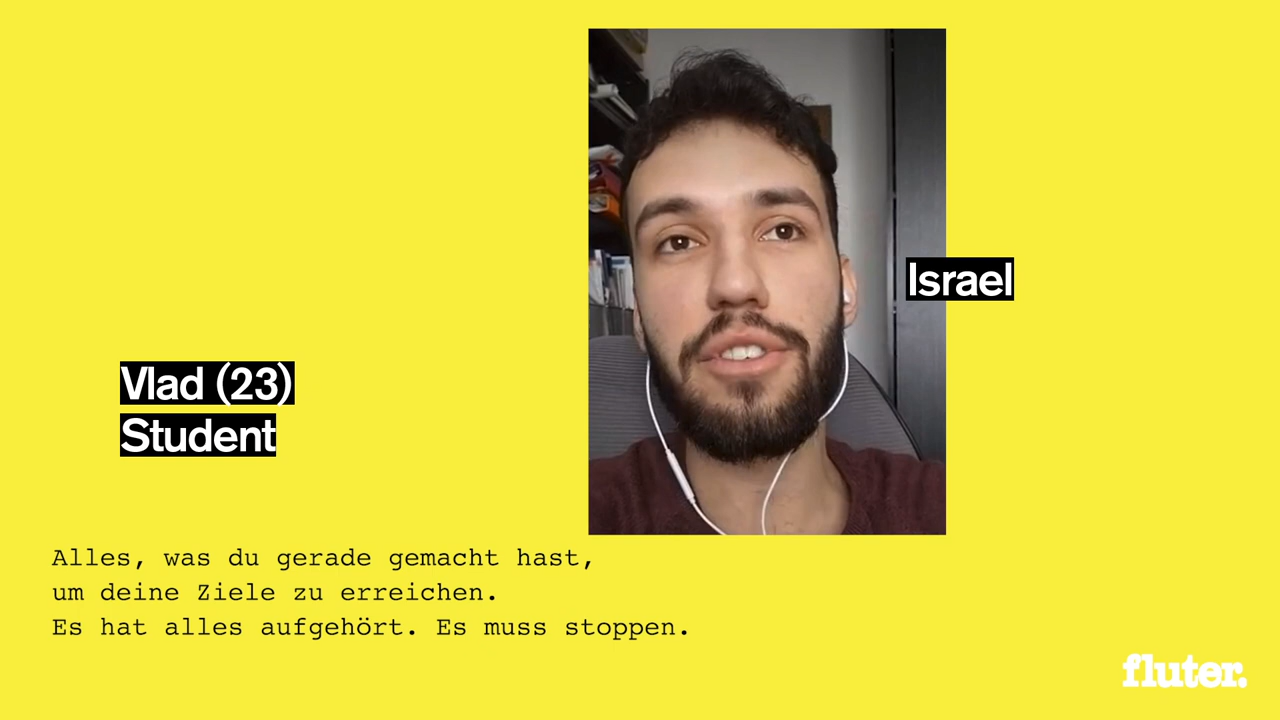 Israel
Vlad (23)
Student
Alles, was du gerade gemacht hast,
um deine Ziele zu erreichen.
Es hat alles aufgehört. Es muss stoppen.
fluter.